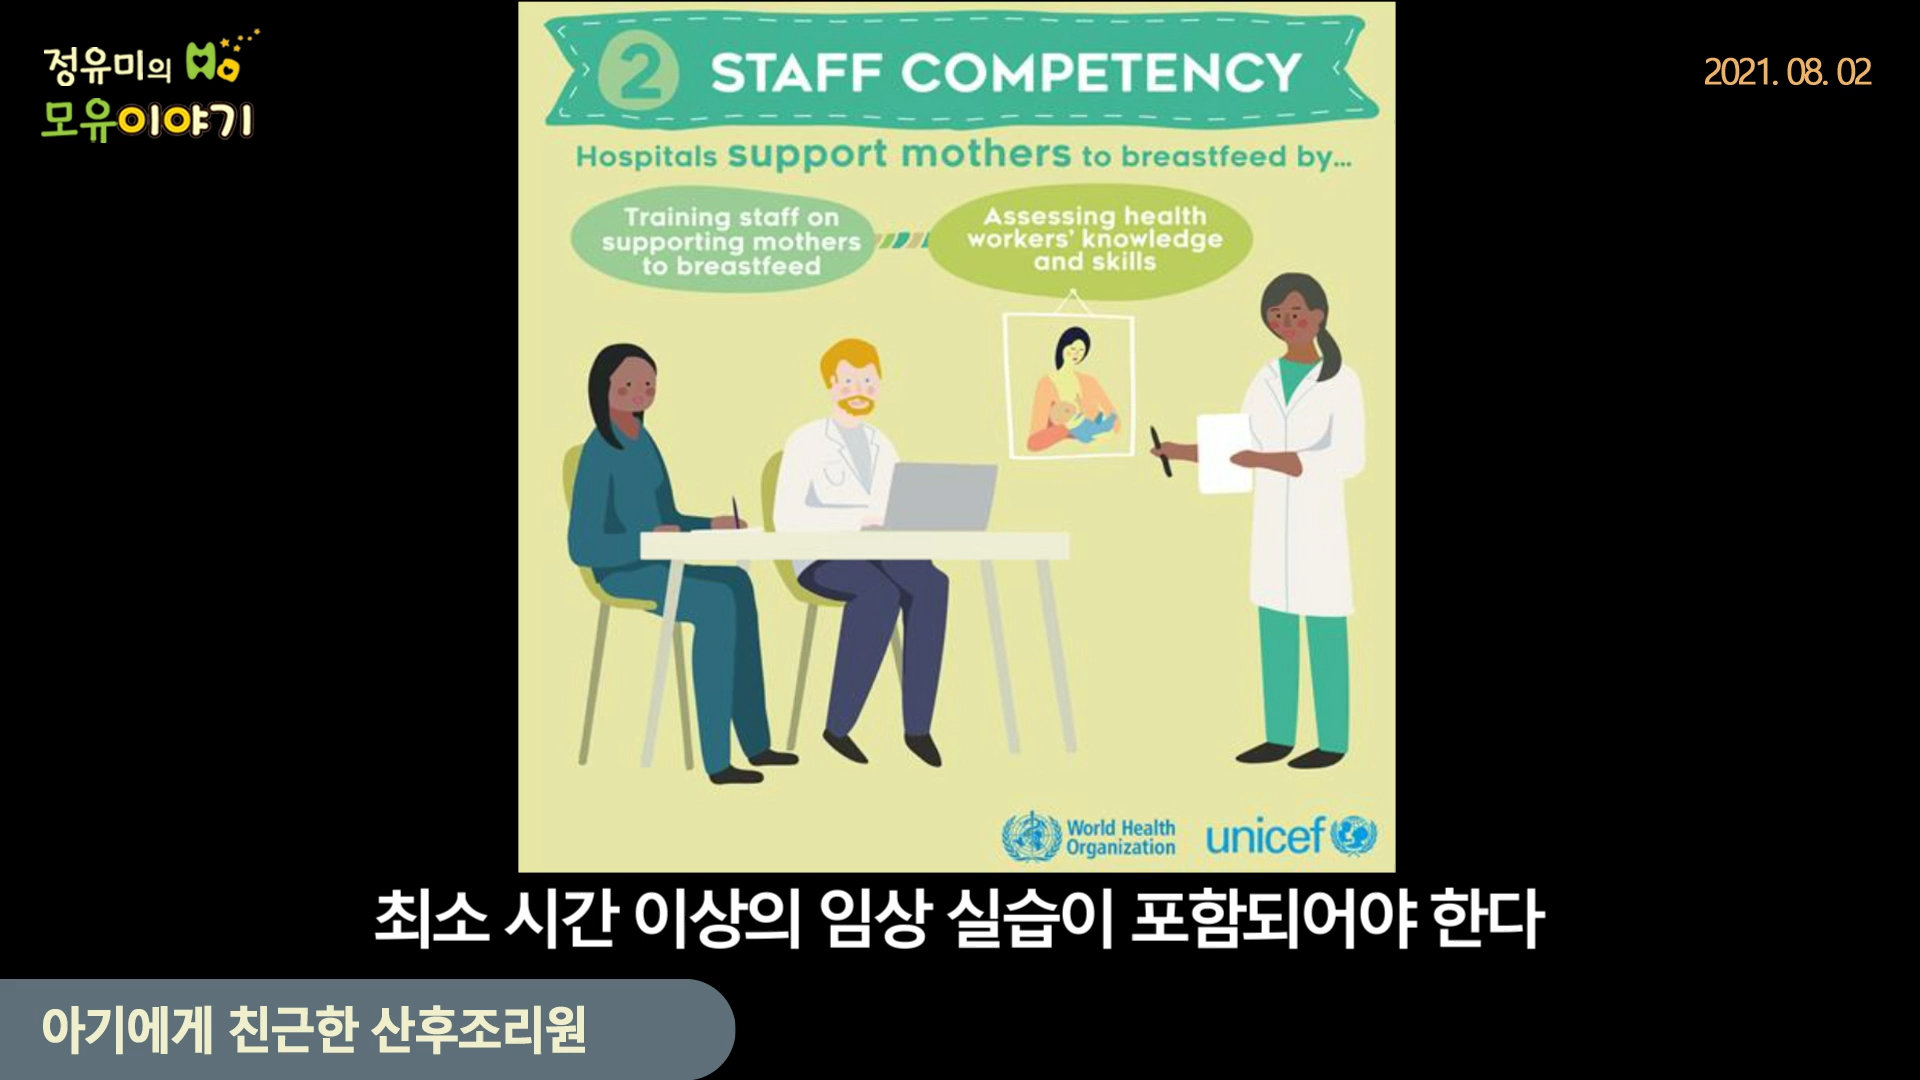 정유미의
모유이야기
2021. 08. 02
2 STAFF COMPETENCY
Hospitals support mothers to breastfeed by...
Training staff on
supporting mothers
to breastfeed
Assessing health
workers' knowledge
and skills
World Health
Organization
unicef
최소 시간 이상의 임상 실습이 포함되어야 한다
아기에게 친근한 산후조리원